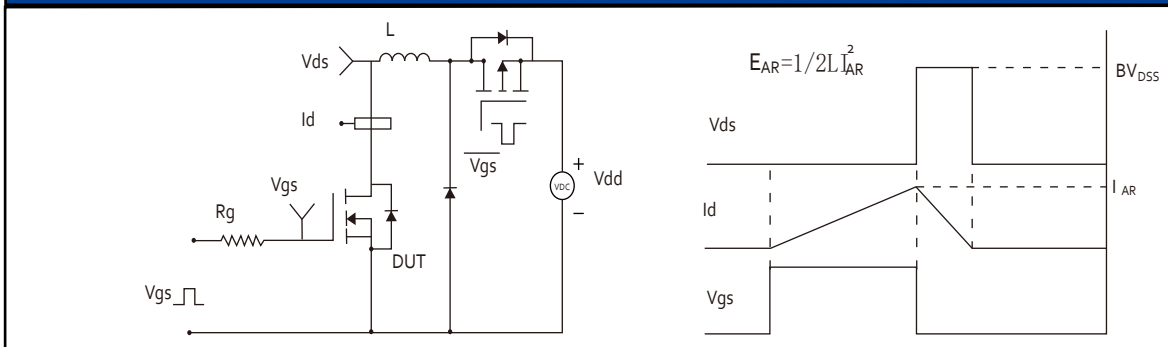 L
Vds
Id
Vgs
Vgs
Rg
DUT
Vgs
VDC
+
Vdd
−
E_AR=1/2LI²_AR
BV_DSS
Vds
I_AR
Id
Vgs